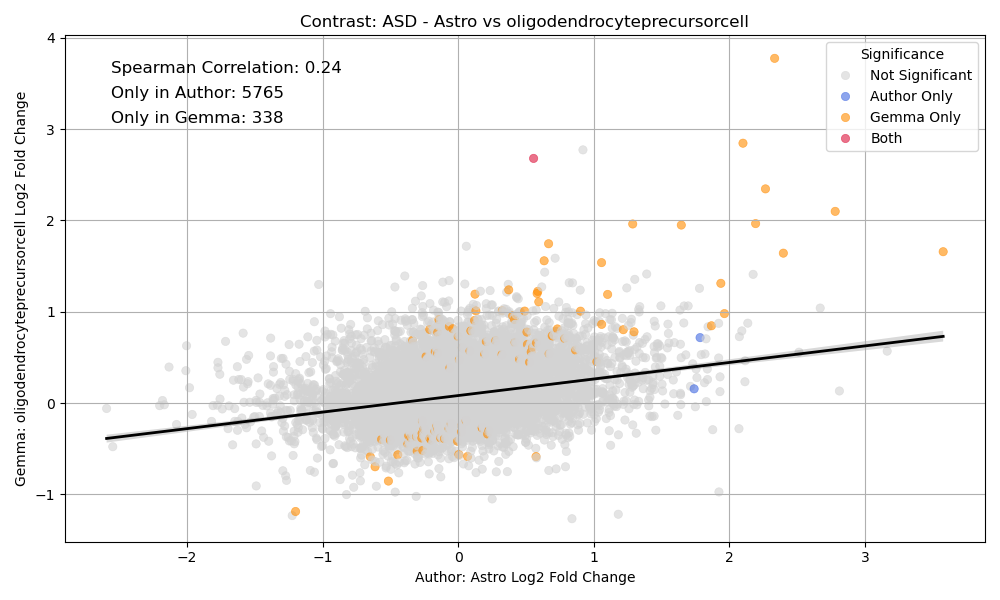 Contrast: ASD - Astro vs oligodendrocyteprecursorcell
Spearman Correlation: 0.24
Only in Author: 5765
Only in Gemma: 338
Significance
Not Significant
Author Only
Gemma Only
Both
4
3
2
1
0
−1
Gemma: oligodendrocyteprecursorcell Log2 Fold Change
−2
−1
0
1
2
3
Author: Astro Log2 Fold Change